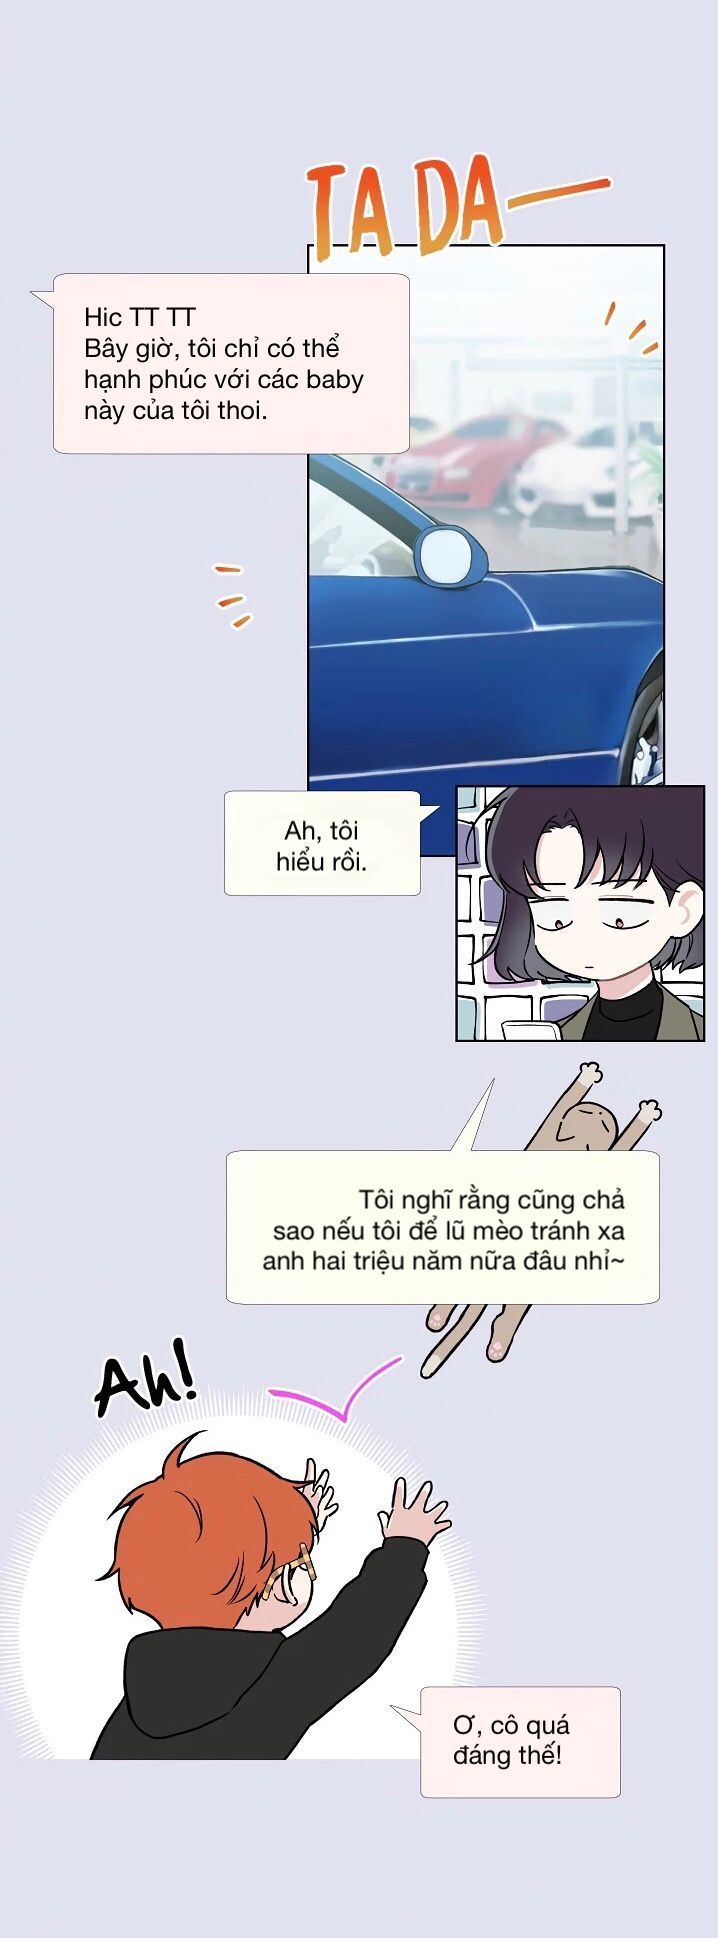 TA DA—
Hic TT TT
Bây giờ, tôi chỉ có thể
hạnh phúc với các baby
này của tôi thoi.
Ah, tôi
hiểu rồi.
Tôi nghĩ rằng cũng chả
sao nếu tôi để lũ mèo tránh xa
anh hai triệu năm nữa đâu nhỉ~
Ah!
Ơ, cô quá
đáng thế!